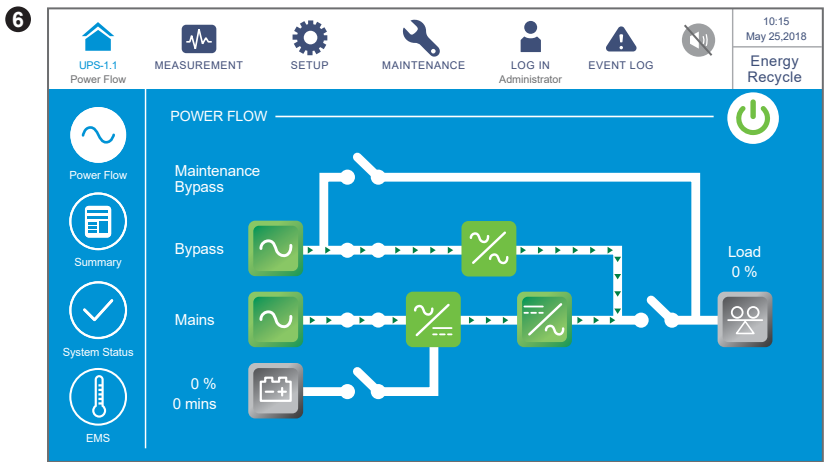 6
UPS-1.1
Power Flow
MEASUREMENT
SETUP
MAINTENANCE
LOG IN
Administrator
EVENT LOG
10:15
May 25,2018
Energy
Recycle
POWER FLOW
Power Flow
Summary
System Status
EMS
Maintenance
Bypass
Bypass
Mains
0 %
0 mins
Load
0 %